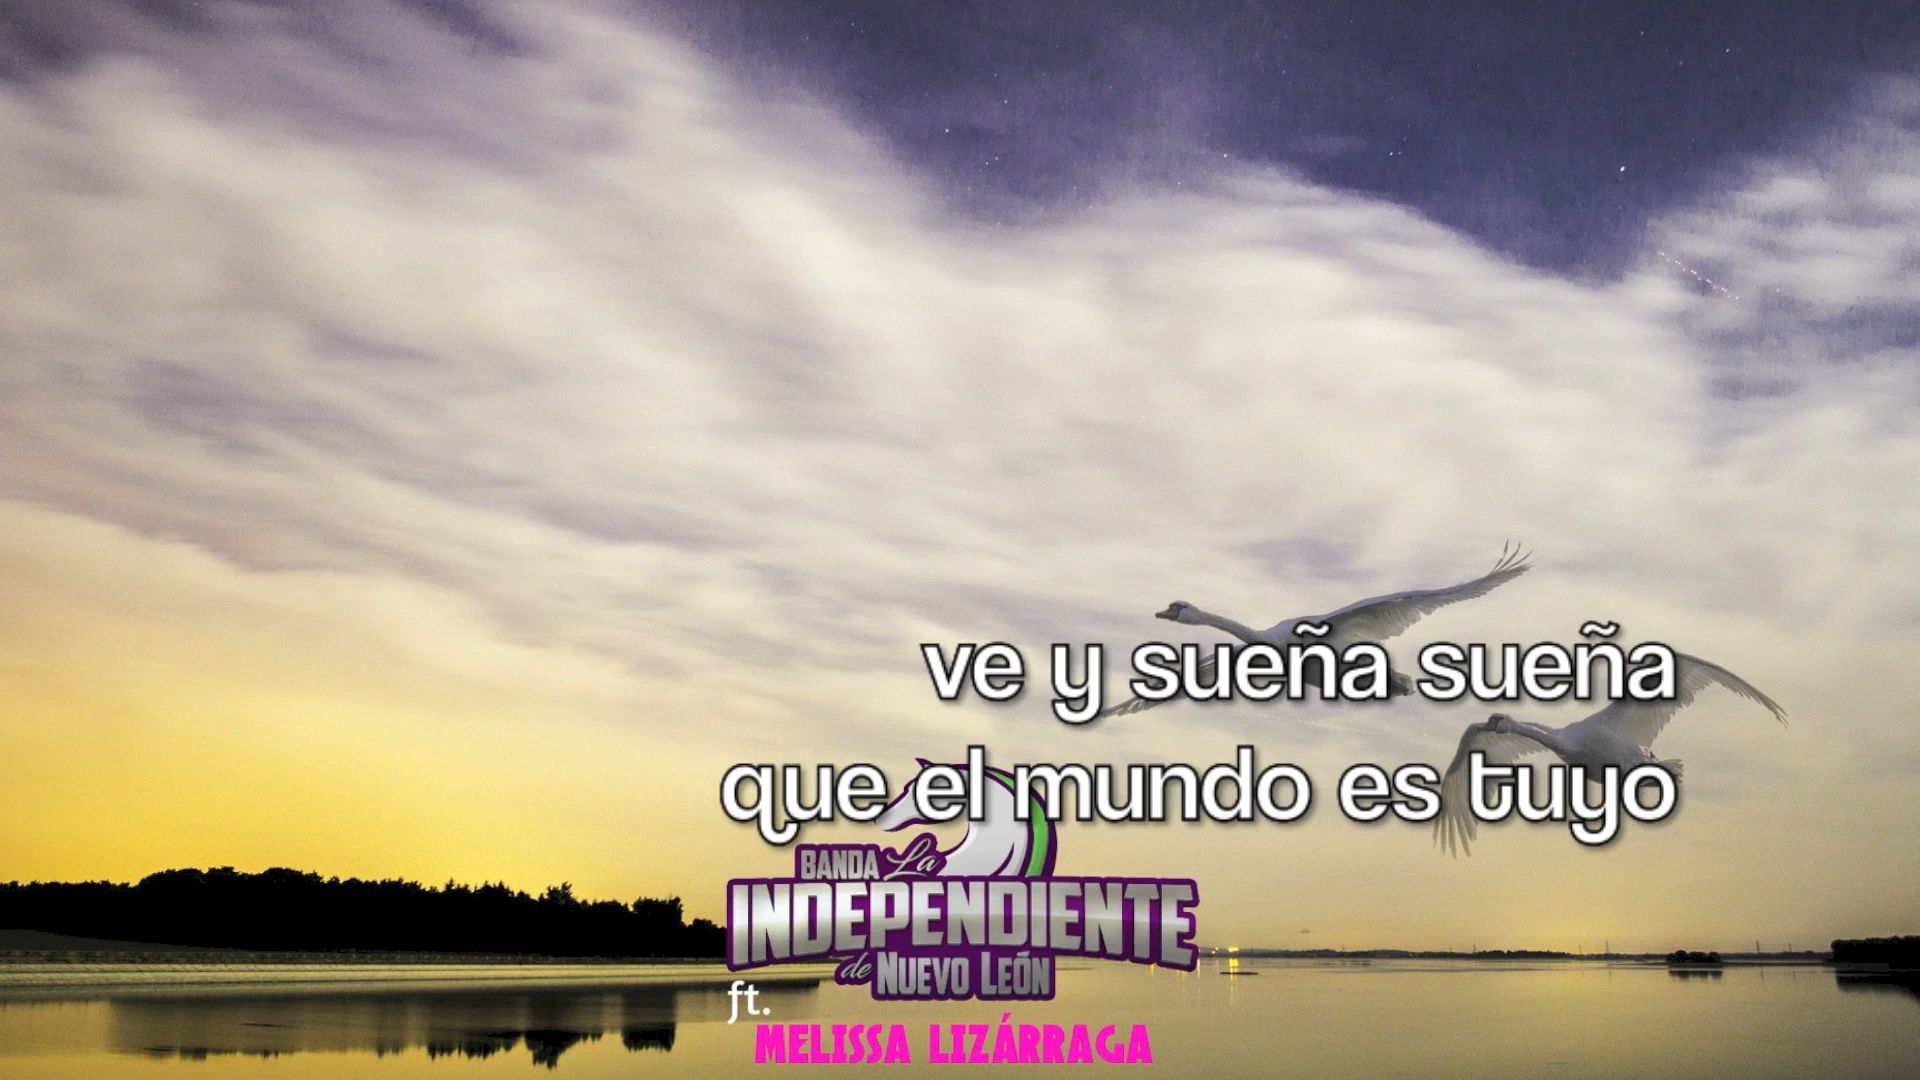 ve y sueña sueña
que el mundo es tuyo
BANDA La
INDEPENDIENTE
de NUEVO LEÓN
ft.
MELISSA LIZÁRRAGA